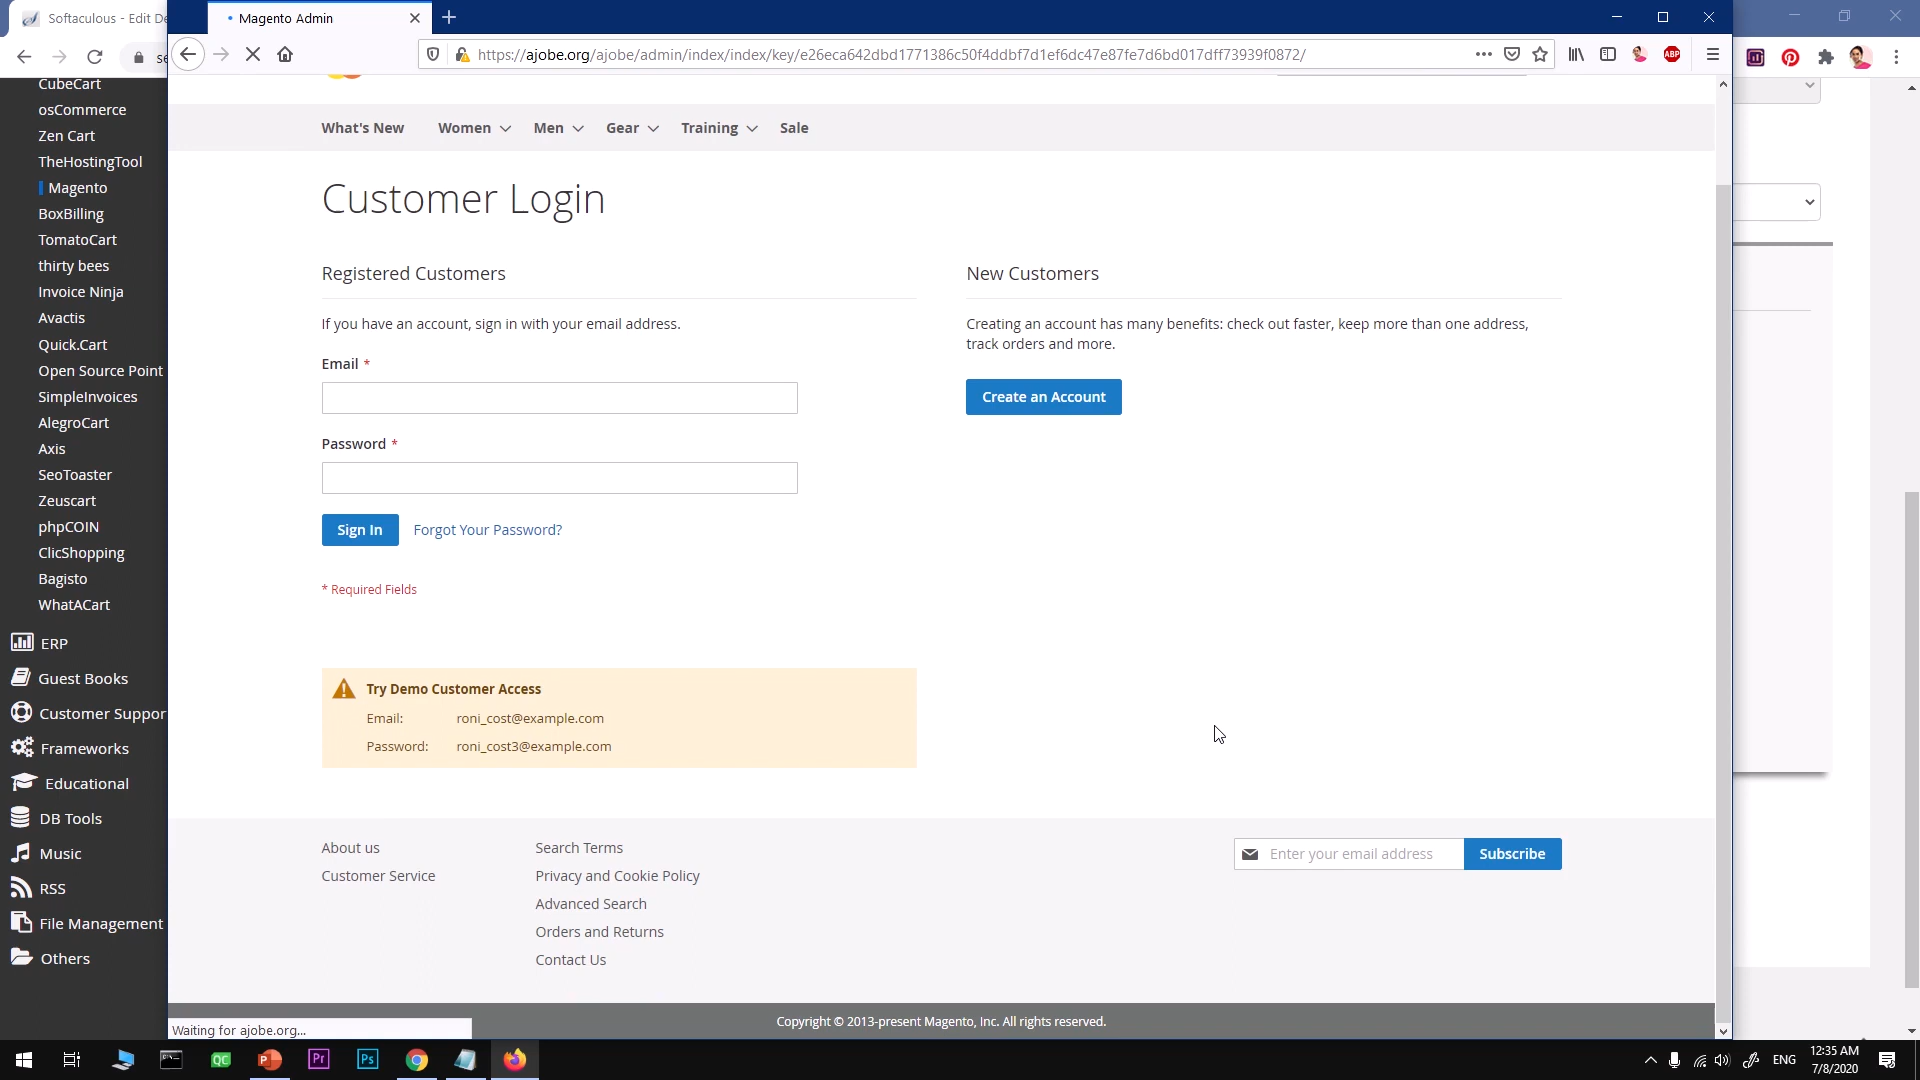 Softaculous - Edit De
Magento Admin
https://ajobe.org/ajobe/admin/index/index/key/e26eca642dbd1771386c50f4ddbf7d1ef6dc47e87fe7d6bd017dff73939f0872/
ABP
se
CubeCart
osCommerce
Zen Cart
TheHostingTool
Magento
BoxBilling
TomatoCart
thirty bees
Invoice Ninja
Avactis
Quick.Cart
Open Source Point
SimpleInvoices
AlegroCart
Axis
SeoToaster
Zeuscart
phpCOIN
ClicShopping
Bagisto
WhatACart
ERP
Guest Books
Customer Suppor
Frameworks
Educational
DB Tools
Music
RSS
File Management
Others
What's New Women Men Gear Training Sale
Customer Login
Registered Customers
If you have an account, sign in with your email address.
Email *
Password *
Sign In Forgot Your Password?
* Required Fields
New Customers
Creating an account has many benefits: check out faster, keep more than one address,
track orders and more.
Create an Account
Try Demo Customer Access
Email: roni_cost@example.com
Password: roni_cost3@example.com
About us
Customer Service
Search Terms
Privacy and Cookie Policy
Advanced Search
Orders and Returns
Contact Us
Enter your email address Subscribe
Copyright © 2013-present Magento, Inc. All rights reserved.
Waiting for ajobe.org...
QC
P
Pr
Ps
ENG
12:35 AM
7/8/2020